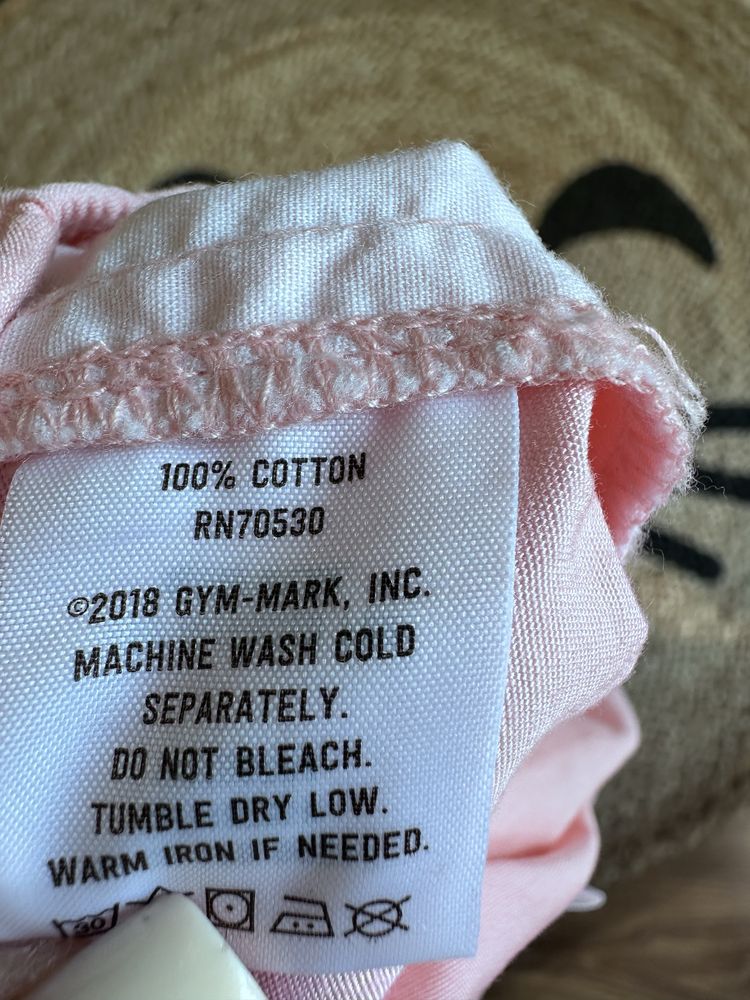 100% COTTON
RN70530
©2018 GYM-MARK, INC.
MACHINE WASH COLD
SEPARATELY.
DO NOT BLEACH.
TUMBLE DRY LOW.
WARM IRON IF NEEDED.
30